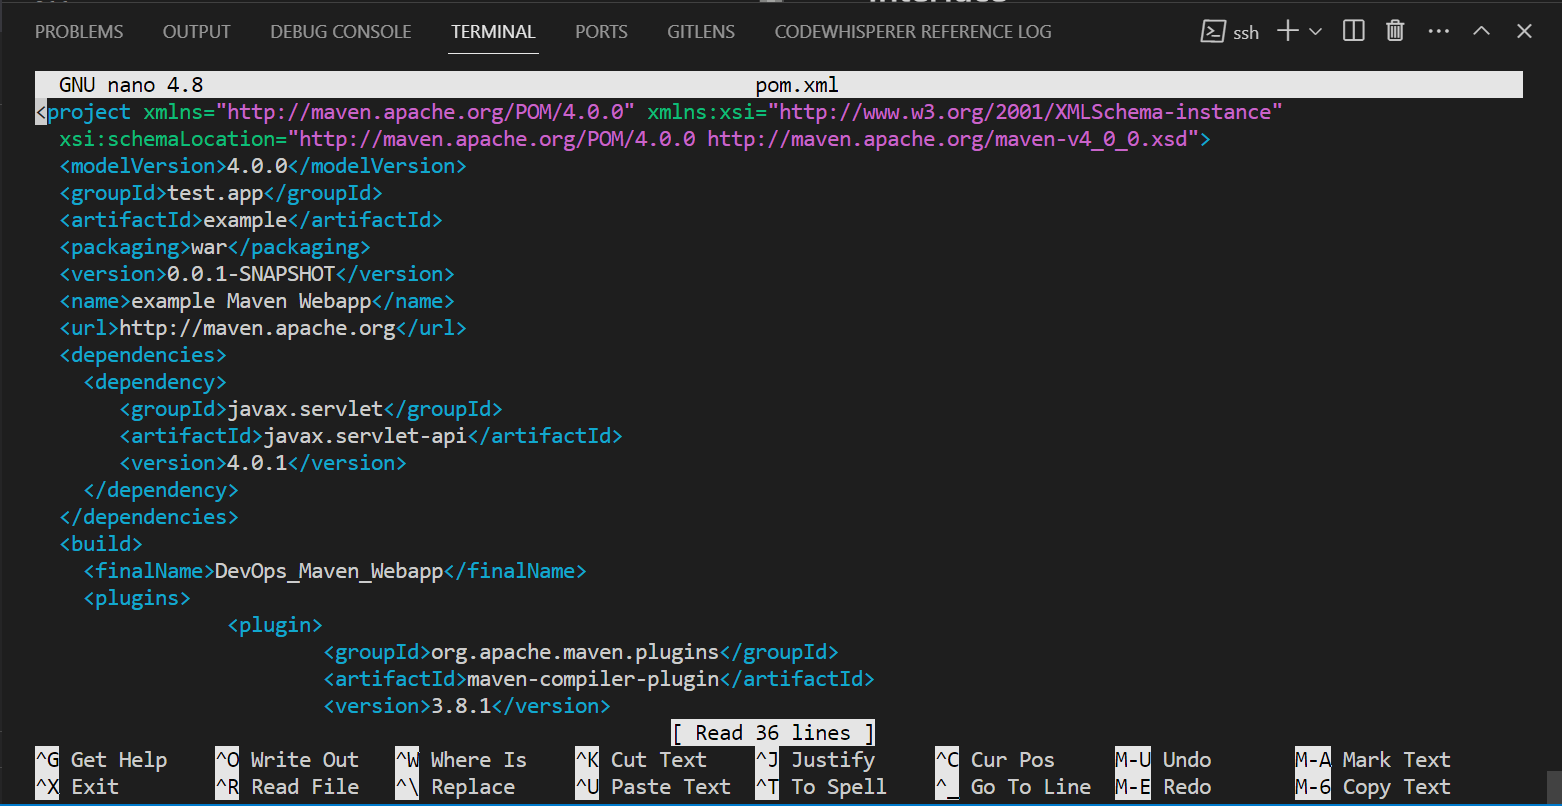 PROBLEMS OUTPUT DEBUG CONSOLE TERMINAL PORTS GITLENS CODEWHISPERER REFERENCE LOG ssh
GNU nano 4.8 pom.xml
<project xmlns="http://maven.apache.org/POM/4.0.0" xmlns:xsi="http://www.w3.org/2001/XMLSchema-instance"
  xsi:schemaLocation="http://maven.apache.org/POM/4.0.0 http://maven.apache.org/maven-v4_0_0.xsd">
  <modelVersion>4.0.0</modelVersion>
  <groupId>test.app</groupId>
  <artifactId>example</artifactId>
  <packaging>war</packaging>
  <version>0.0.1-SNAPSHOT</version>
  <name>example Maven Webapp</name>
  <url>http://maven.apache.org</url>
  <dependencies>
    <dependency>
       <groupId>javax.servlet</groupId>
       <artifactId>javax.servlet-api</artifactId>
       <version>4.0.1</version>
    </dependency>
  </dependencies>
  <build>
    <finalName>DevOps_Maven_Webapp</finalName>
    <plugins>
                <plugin>
                        <groupId>org.apache.maven.plugins</groupId>
                        <artifactId>maven-compiler-plugin</artifactId>
                        <version>3.8.1</version>
[ Read 36 lines ]
^G Get Help ^O Write Out ^W Where Is ^K Cut Text ^J Justify ^C Cur Pos M-U Undo M-A Mark Text
^X Exit ^R Read File ^\ Replace ^U Paste Text ^T To Spell ^_ Go To Line M-E Redo M-6 Copy Text